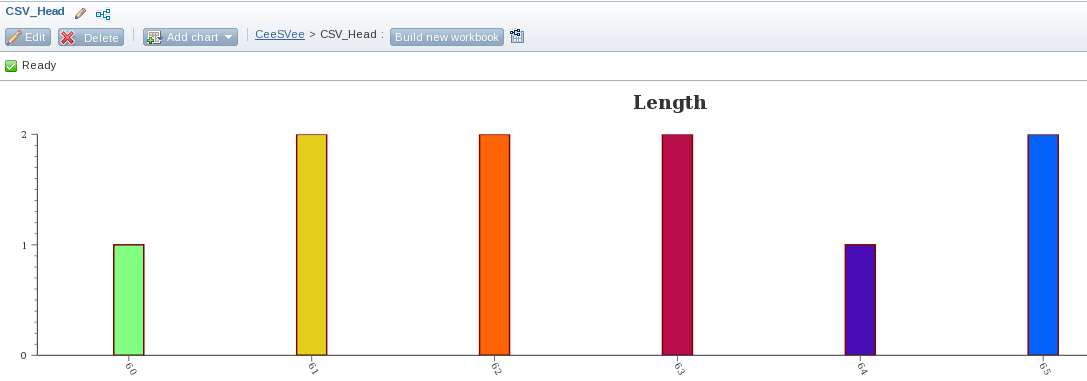 CSV_Head
Edit Delete Add chart CeeSVee > CSV_Head : Build new workbook
Ready
Length
2
1
0
60 61 62 63 64 65